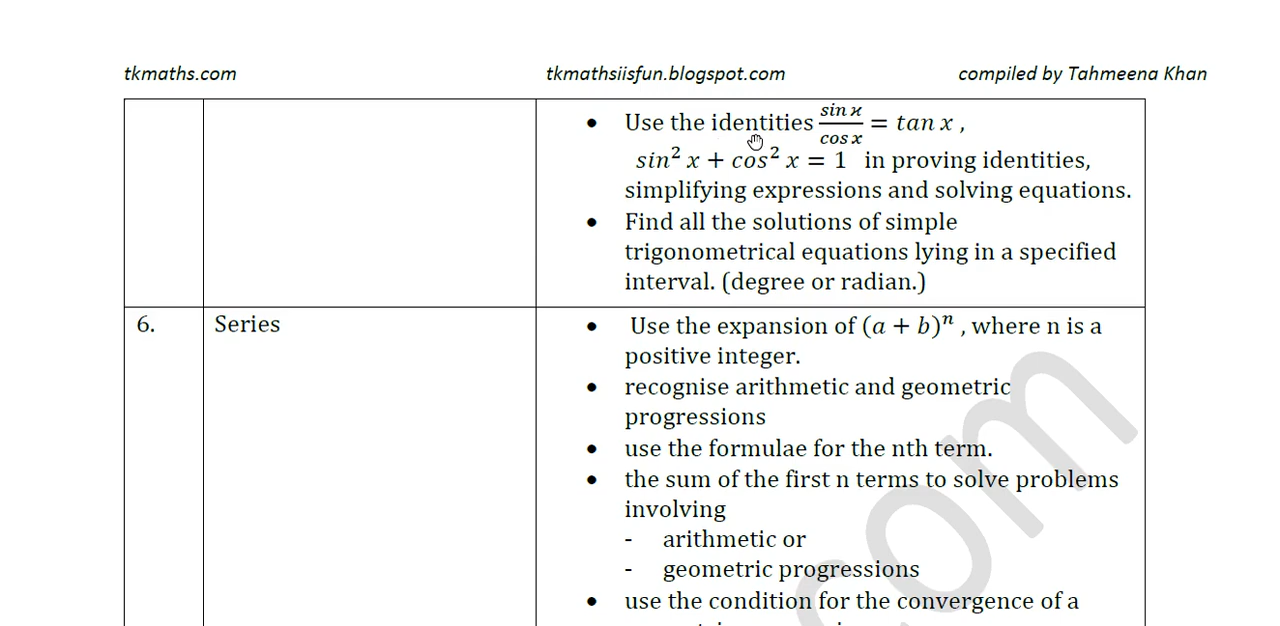 tkmaths.com tkmathsiisfun.blogspot.com compiled by Tahmeena Khan
• Use the identities sin x / cos x = tan x ,
sin² x + cos² x = 1 in proving identities,
simplifying expressions and solving equations.
• Find all the solutions of simple
trigonometrical equations lying in a specified
interval. (degree or radian.)
6. Series • Use the expansion of (a + b)ⁿ , where n is a
positive integer.
• recognise arithmetic and geometric
progressions
• use the formulae for the nth term.
• the sum of the first n terms to solve problems
involving
- arithmetic or
- geometric progressions
• use the condition for the convergence of a
com